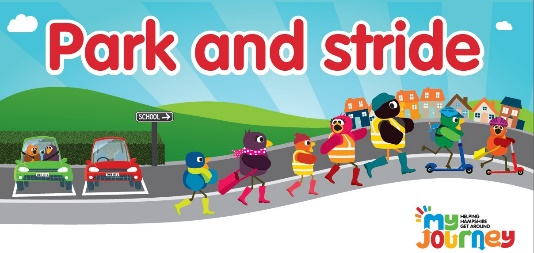 Park and stride
SCHOOL →
my
JOURNEY
HELPING
HAMPSHIRE
GET AROUND